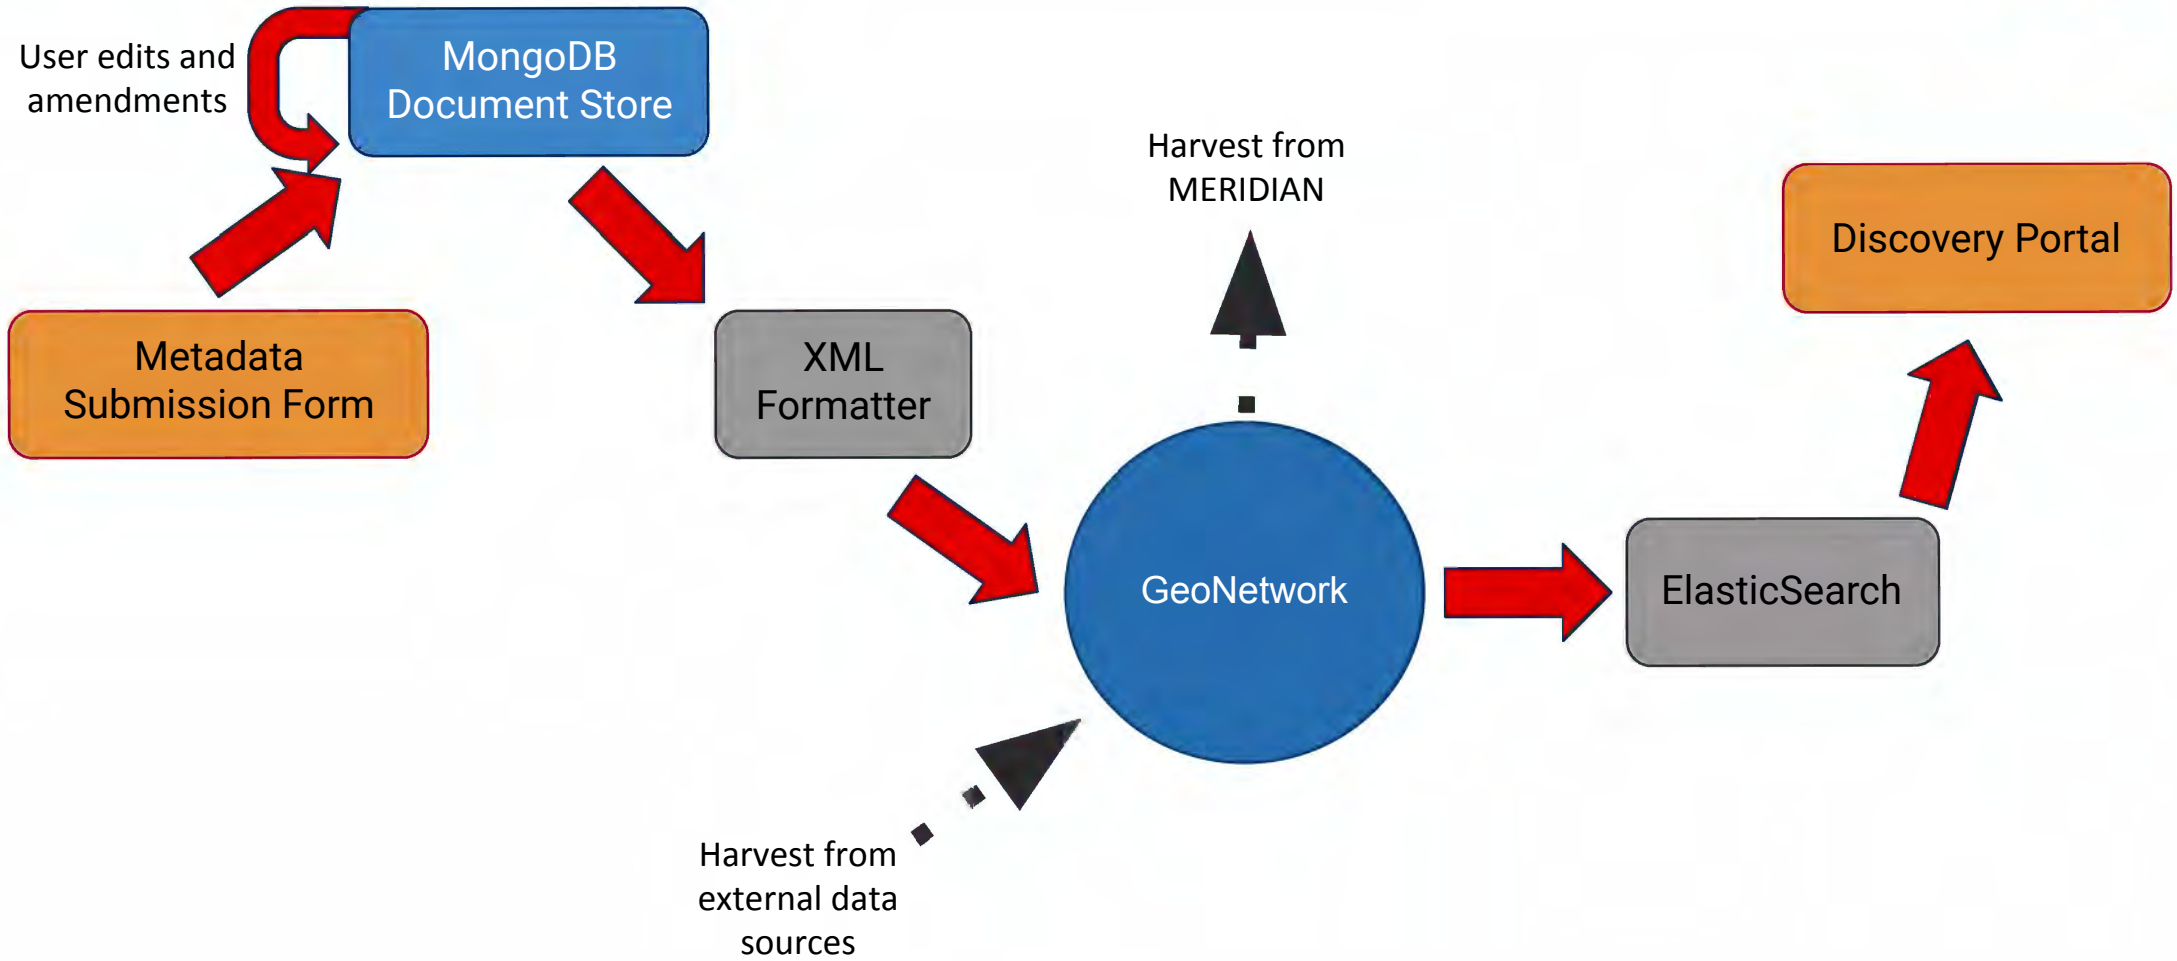 User edits and
amendments
MongoDB
Document Store
Metadata
Submission Form
XML
Formatter
Harvest from
MERIDIAN
GeoNetwork
Harvest from
external data
sources
ElasticSearch
Discovery Portal